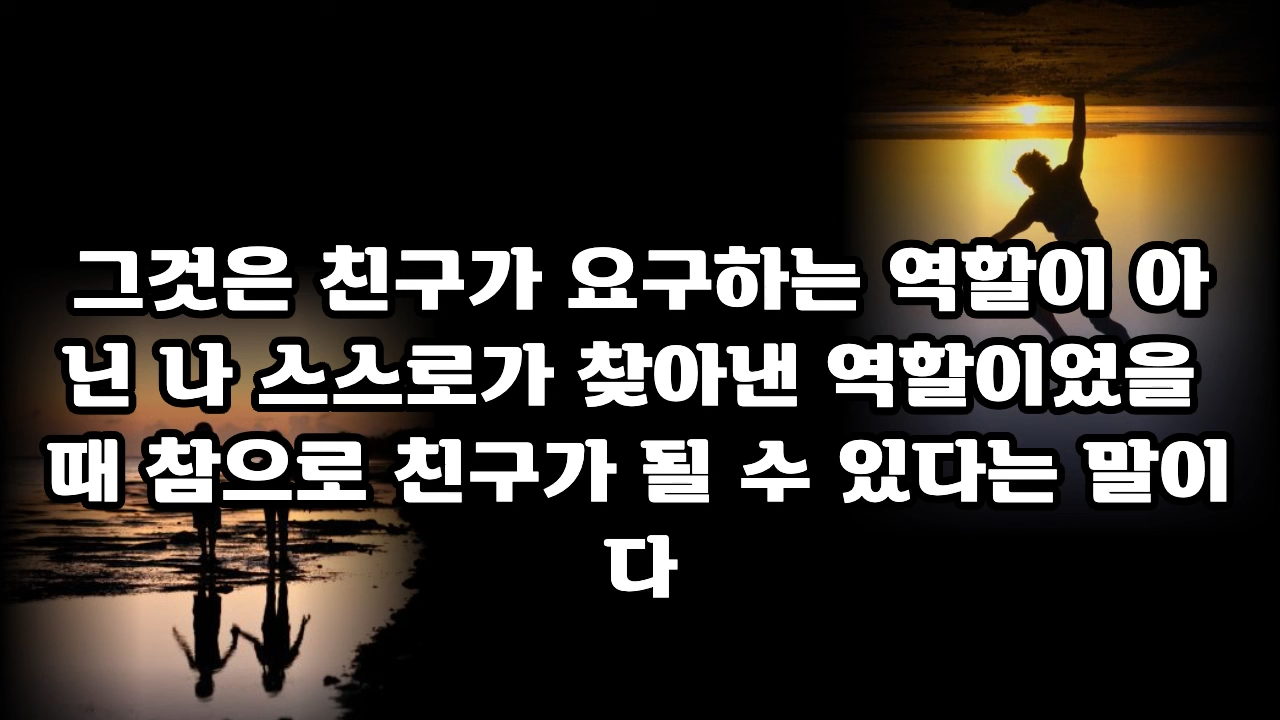 그것은 친구가 요구하는 역할이 아
닌 나 스스로가 찾아낸 역할이었을
때 참으로 친구가 될 수 있다는 말이
다